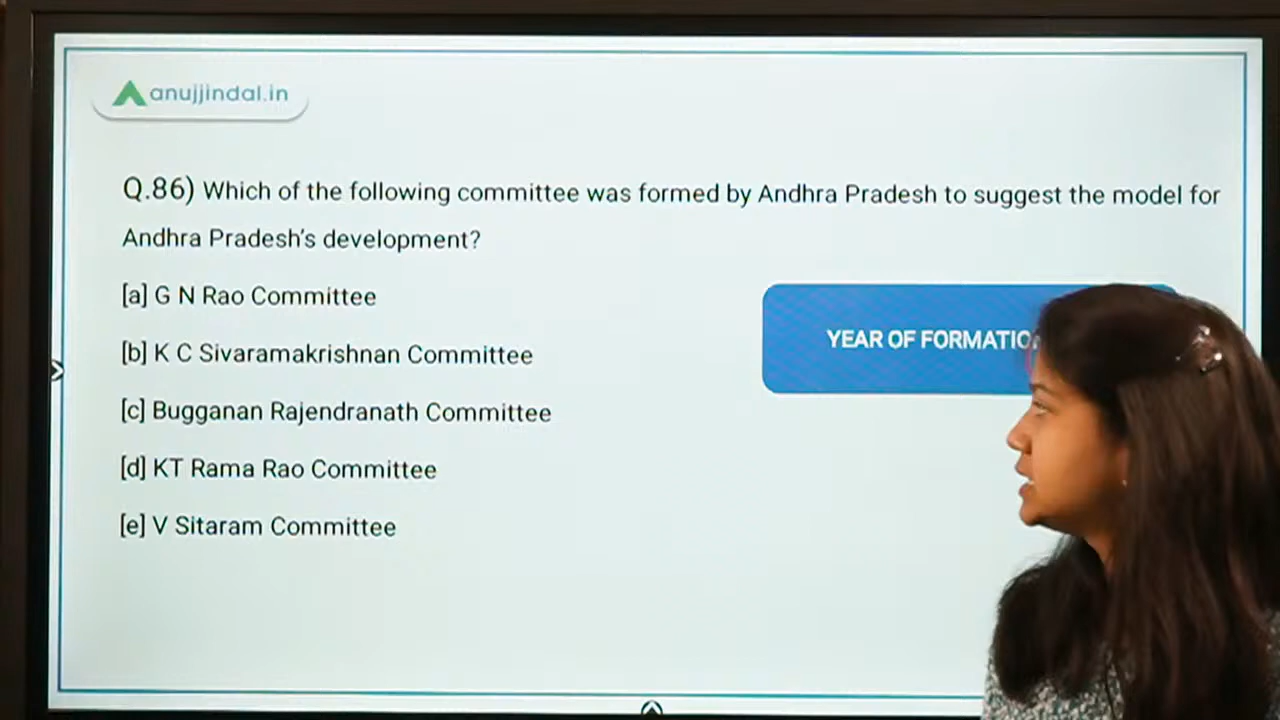 anujjindal.in
Q.86) Which of the following committee was formed by Andhra Pradesh to suggest the model for
Andhra Pradesh's development?
[a] G N Rao Committee
[b] K C Sivaramakrishnan Committee
YEAR OF
[c] Bugganan Rajendranath Committee
[d] KT Rama Rao Committee
[e] V Sitaram Committee